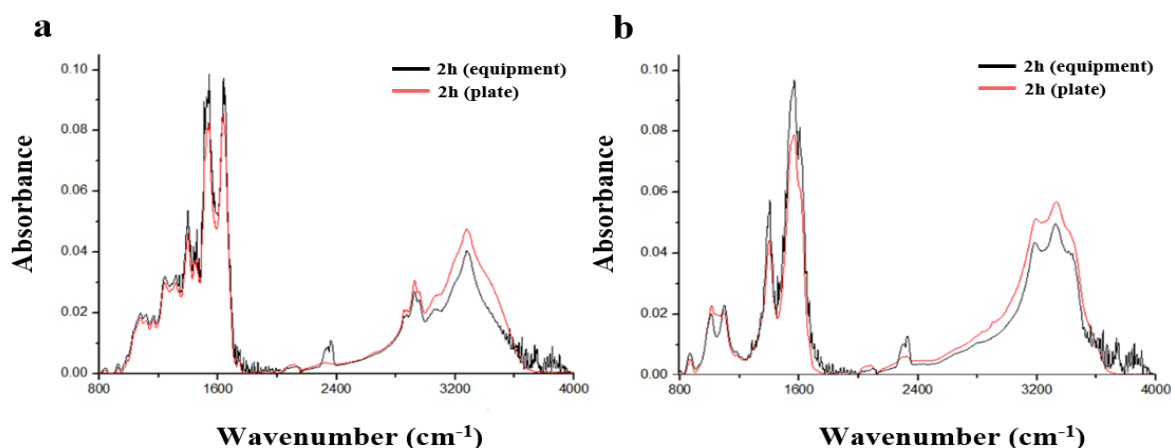 a
2h (equipment)
2h (plate)
0.10
0.08
0.06
0.04
0.02
0.00
800 1600 2400 3200 4000
Absorbance
Wavenumber (cm⁻¹)
b
2h (equipment)
2h (plate)
0.10
0.08
0.06
0.04
0.02
0.00
800 1600 2400 3200 4000
Absorbance
Wavenumber (cm⁻¹)